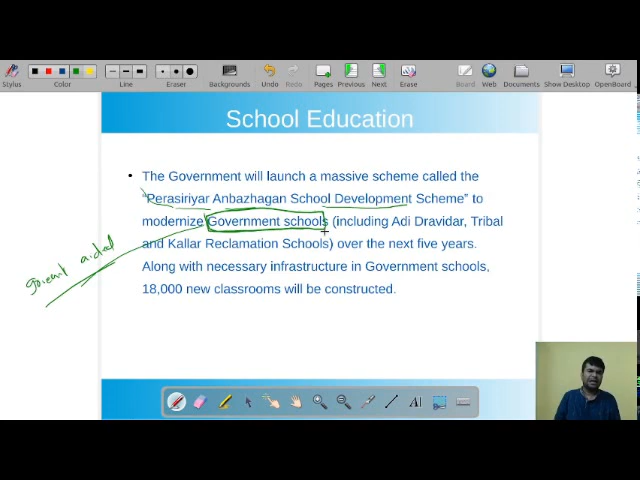 Stylus
Color
Line
Eraser
Backgrounds
Undo
Redo
Pages
Previous
Next
Erase
Board
Web
Documents
Show Desktop
OpenBoard
School Education
• The Government will launch a massive scheme called the
“Perasiriyar Anbazhagan School Development Scheme” to
modernize Government schools (including Adi Dravidar, Tribal
and Kallar Reclamation Schools) over the next five years.
Along with necessary infrastructure in Government schools,
18,000 new classrooms will be constructed.
aided